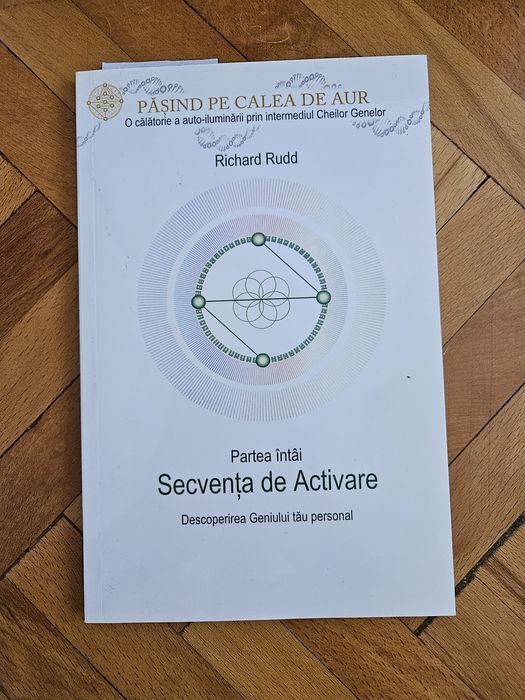 PĂȘIND PE CALEA DE AUR
O călătorie a auto-iluminării prin intermediul Cheilor Genelor
Richard Rudd
Partea întâi
Secvența de Activare
Descoperirea Geniului tău personal